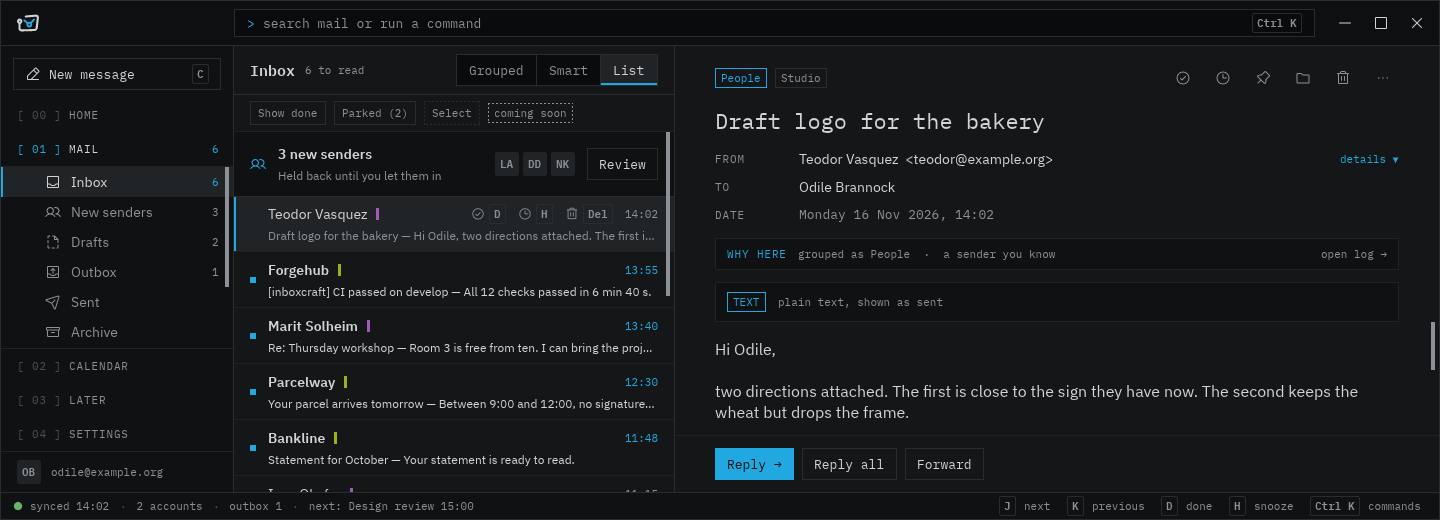 > search mail or run a command Ctrl K
New message C
[ 00 ] HOME
[ 01 ] MAIL 6
Inbox 6
New senders 3
Drafts 2
Outbox 1
Sent
Archive
[ 02 ] CALENDAR
[ 03 ] LATER
[ 04 ] SETTINGS
OB odile@example.org
Inbox 6 to read Grouped Smart List
Show done Parked (2) Select coming soon
3 new senders
Held back until you let them in
LA DD NK Review
Teodor Vasquez D H Del 14:02
Draft logo for the bakery — Hi Odile, two directions attached. The first i…
Forgehub 13:55
[inboxcraft] CI passed on develop — All 12 checks passed in 6 min 40 s.
Marit Solheim 13:40
Re: Thursday workshop — Room 3 is free from ten. I can bring the proj…
Parcelway 12:30
Your parcel arrives tomorrow — Between 9:00 and 12:00, no signature…
Bankline 11:48
Statement for October — Your statement is ready to read.
People Studio
Draft logo for the bakery
FROM Teodor Vasquez <teodor@example.org> details ▾
TO Odile Brannock
DATE Monday 16 Nov 2026, 14:02
WHY HERE grouped as People · a sender you know open log →
TEXT plain text, shown as sent
Hi Odile,
two directions attached. The first is close to the sign they have now. The second keeps the
wheat but drops the frame.
Reply → Reply all Forward
synced 14:02 · 2 accounts · outbox 1 · next: Design review 15:00
J next K previous D done H snooze Ctrl K commands